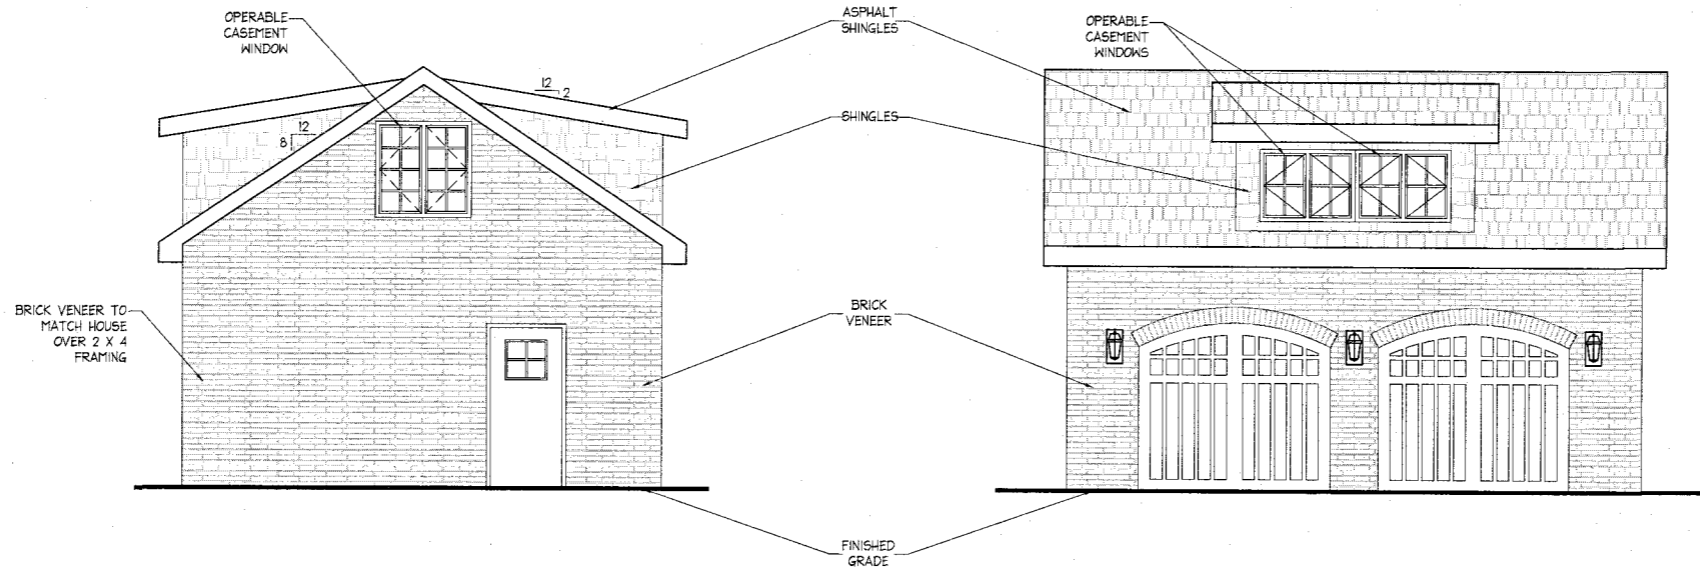 OPERABLE
CASEMENT
WINDOW
ASPHALT
SHINGLES
OPERABLE
CASEMENT
WINDOWS
12
2
12
8
SHINGLES
BRICK VENEER TO
MATCH HOUSE
OVER 2 X 4
FRAMING
BRICK
VENEER
FINISHED
GRADE